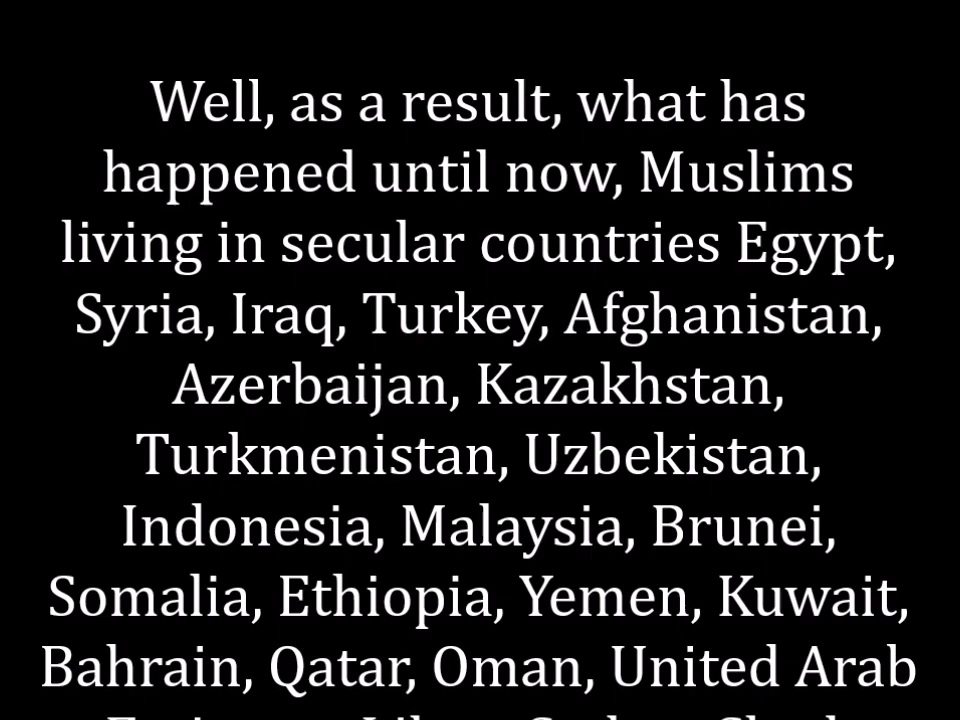 Well, as a result, what has
happened until now, Muslims
living in secular countries Egypt,
Syria, Iraq, Turkey, Afghanistan,
Azerbaijan, Kazakhstan,
Turkmenistan, Uzbekistan,
Indonesia, Malaysia, Brunei,
Somalia, Ethiopia, Yemen, Kuwait,
Bahrain, Qatar, Oman, United Arab